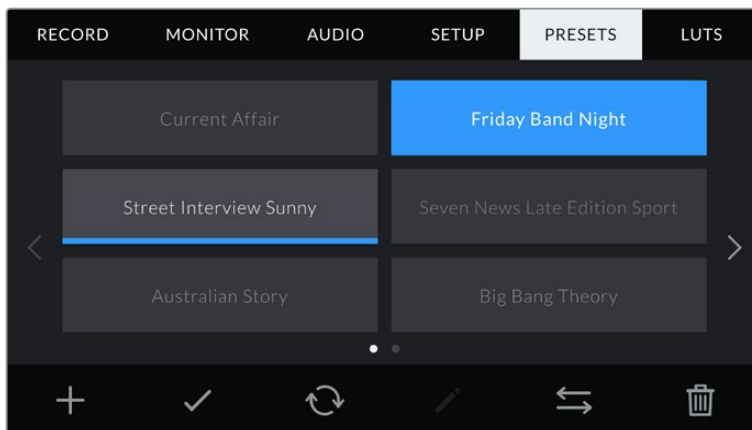 RECORD MONITOR AUDIO SETUP PRESETS LUTS
Current Affair Friday Band Night
Street Interview Sunny Seven News Late Edition Sport
Australian Story Big Bang Theory